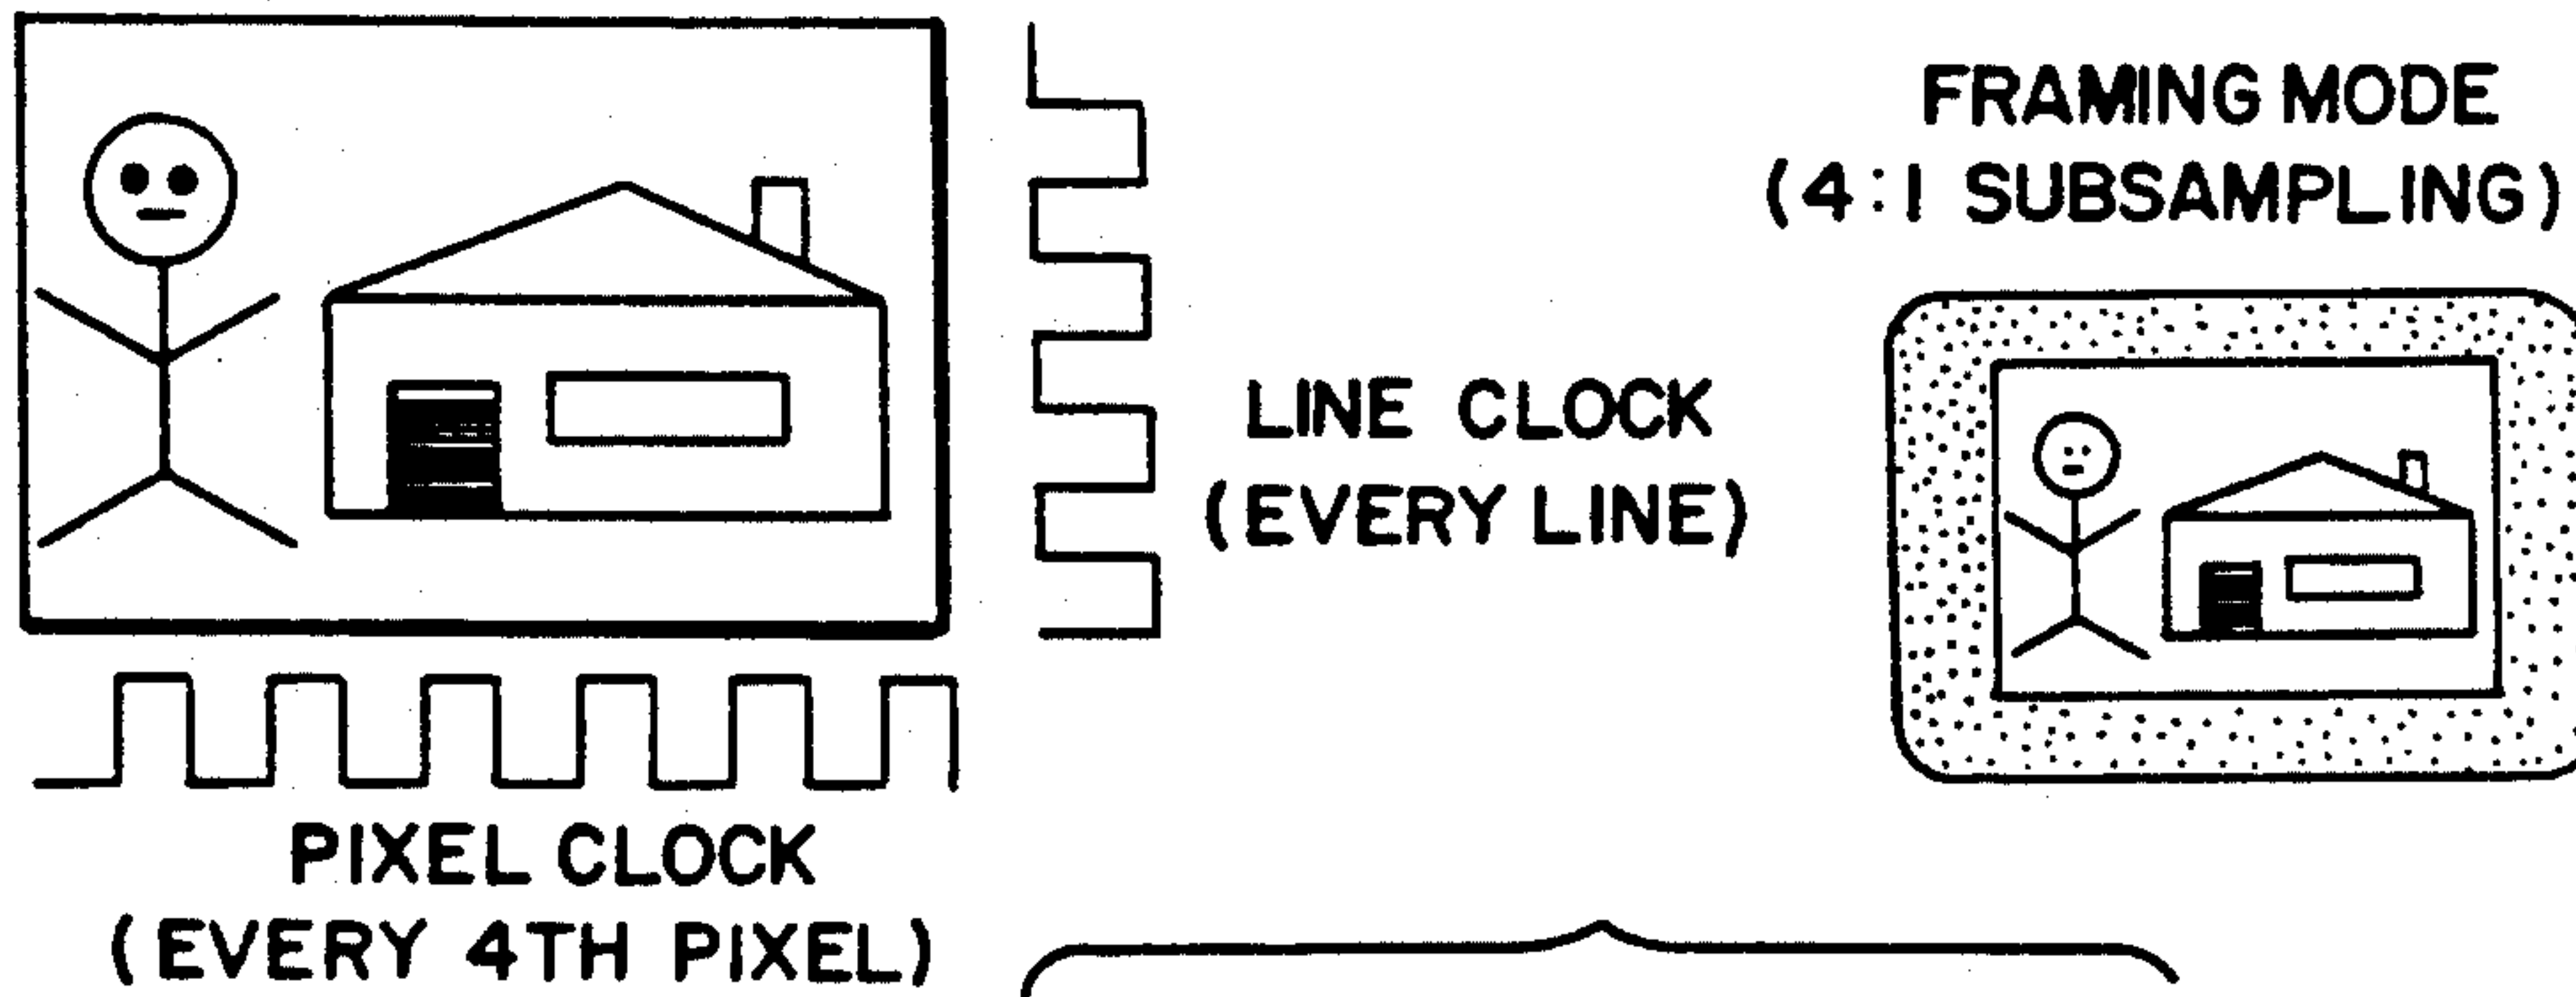 FRAMING MODE
(4:1 SUBSAMPLING)
LINE CLOCK
(EVERY LINE)
PIXEL CLOCK
(EVERY 4TH PIXEL)